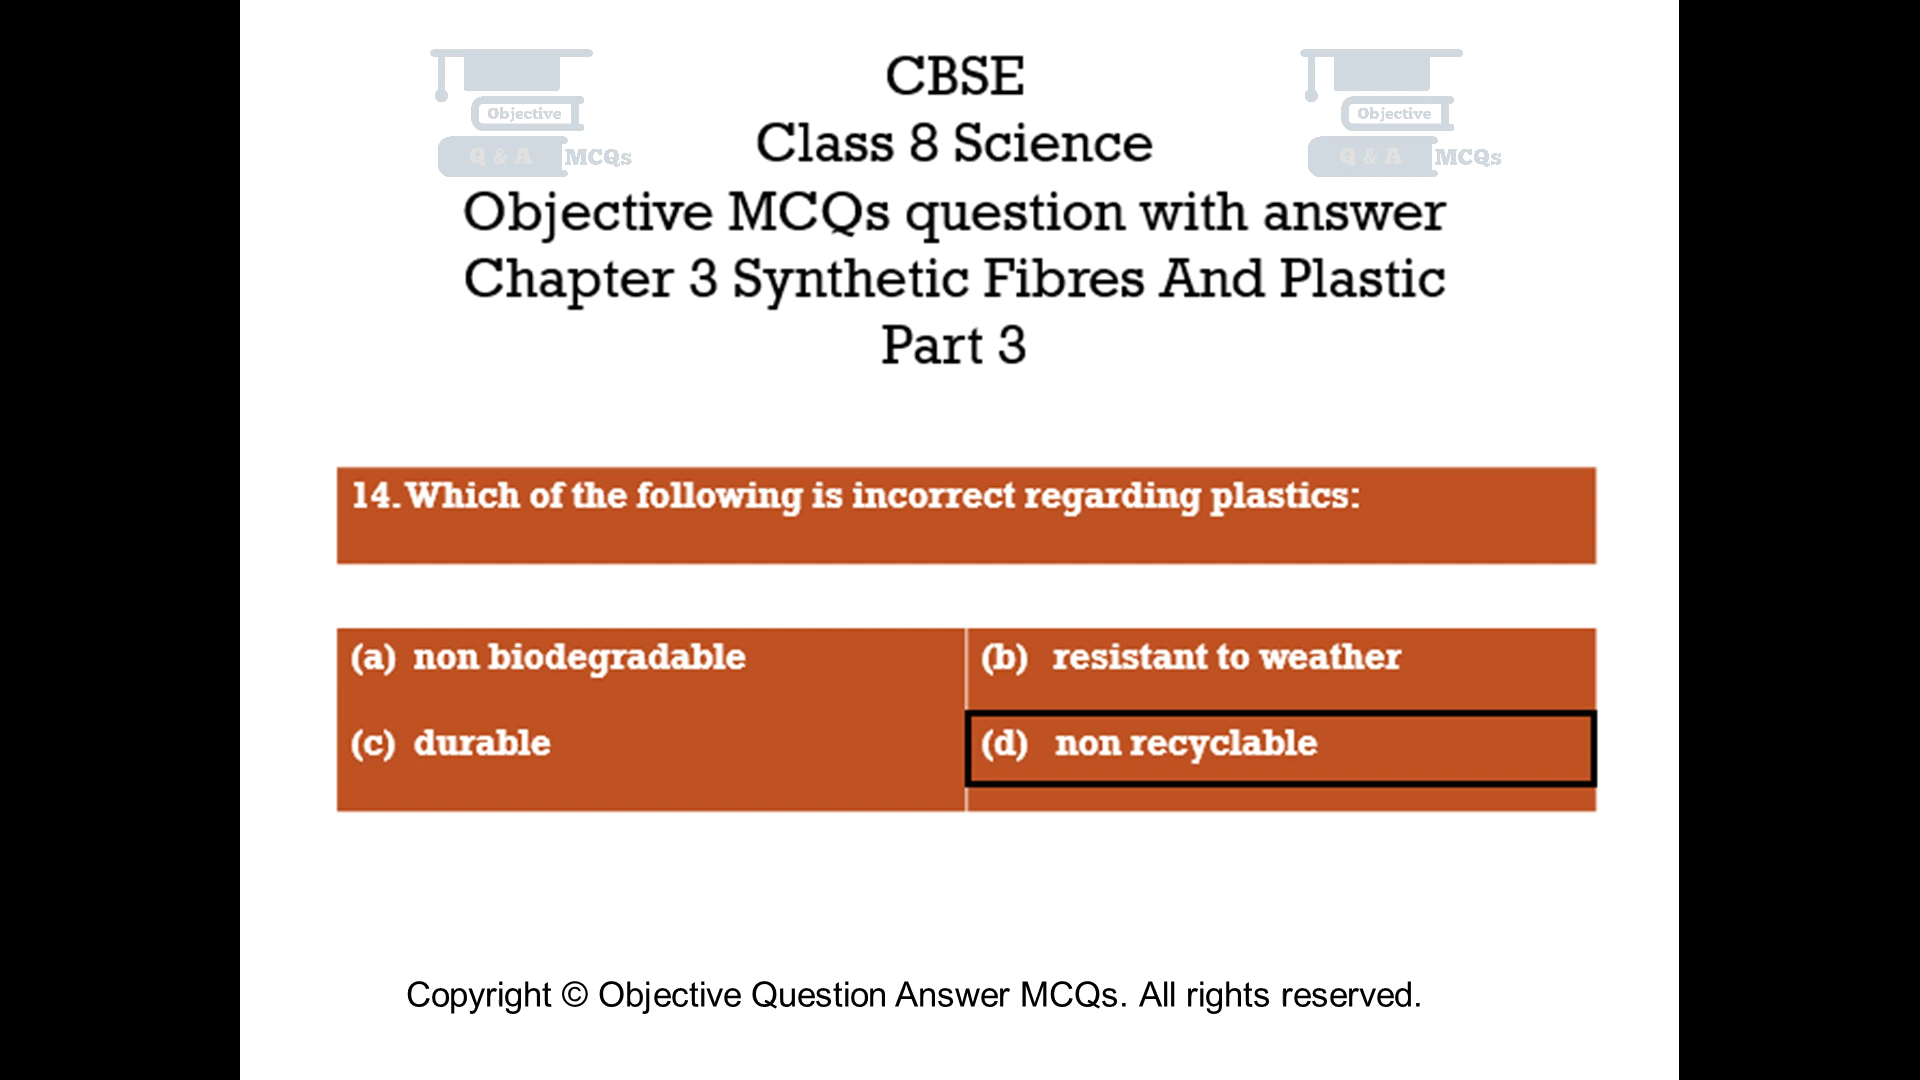 CBSE
Class 8 Science
Objective MCQs question with answer
Chapter 3 Synthetic Fibres And Plastic
Part 3
Objective
Q & A MCQs
Objective
Q & A MCQs
14. Which of the following is incorrect regarding plastics:
(a) non biodegradable
(b) resistant to weather
(c) durable
(d) non recyclable
Copyright © Objective Question Answer MCQs. All rights reserved.